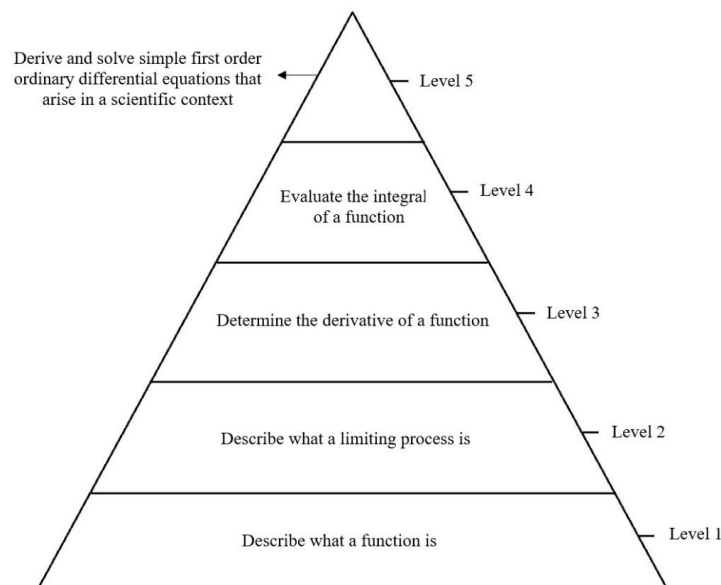 Derive and solve simple first order
ordinary differential equations that
arise in a scientific context
Level 5
Evaluate the integral
of a function
Level 4
Determine the derivative of a function
Level 3
Describe what a limiting process is
Level 2
Describe what a function is
Level 1